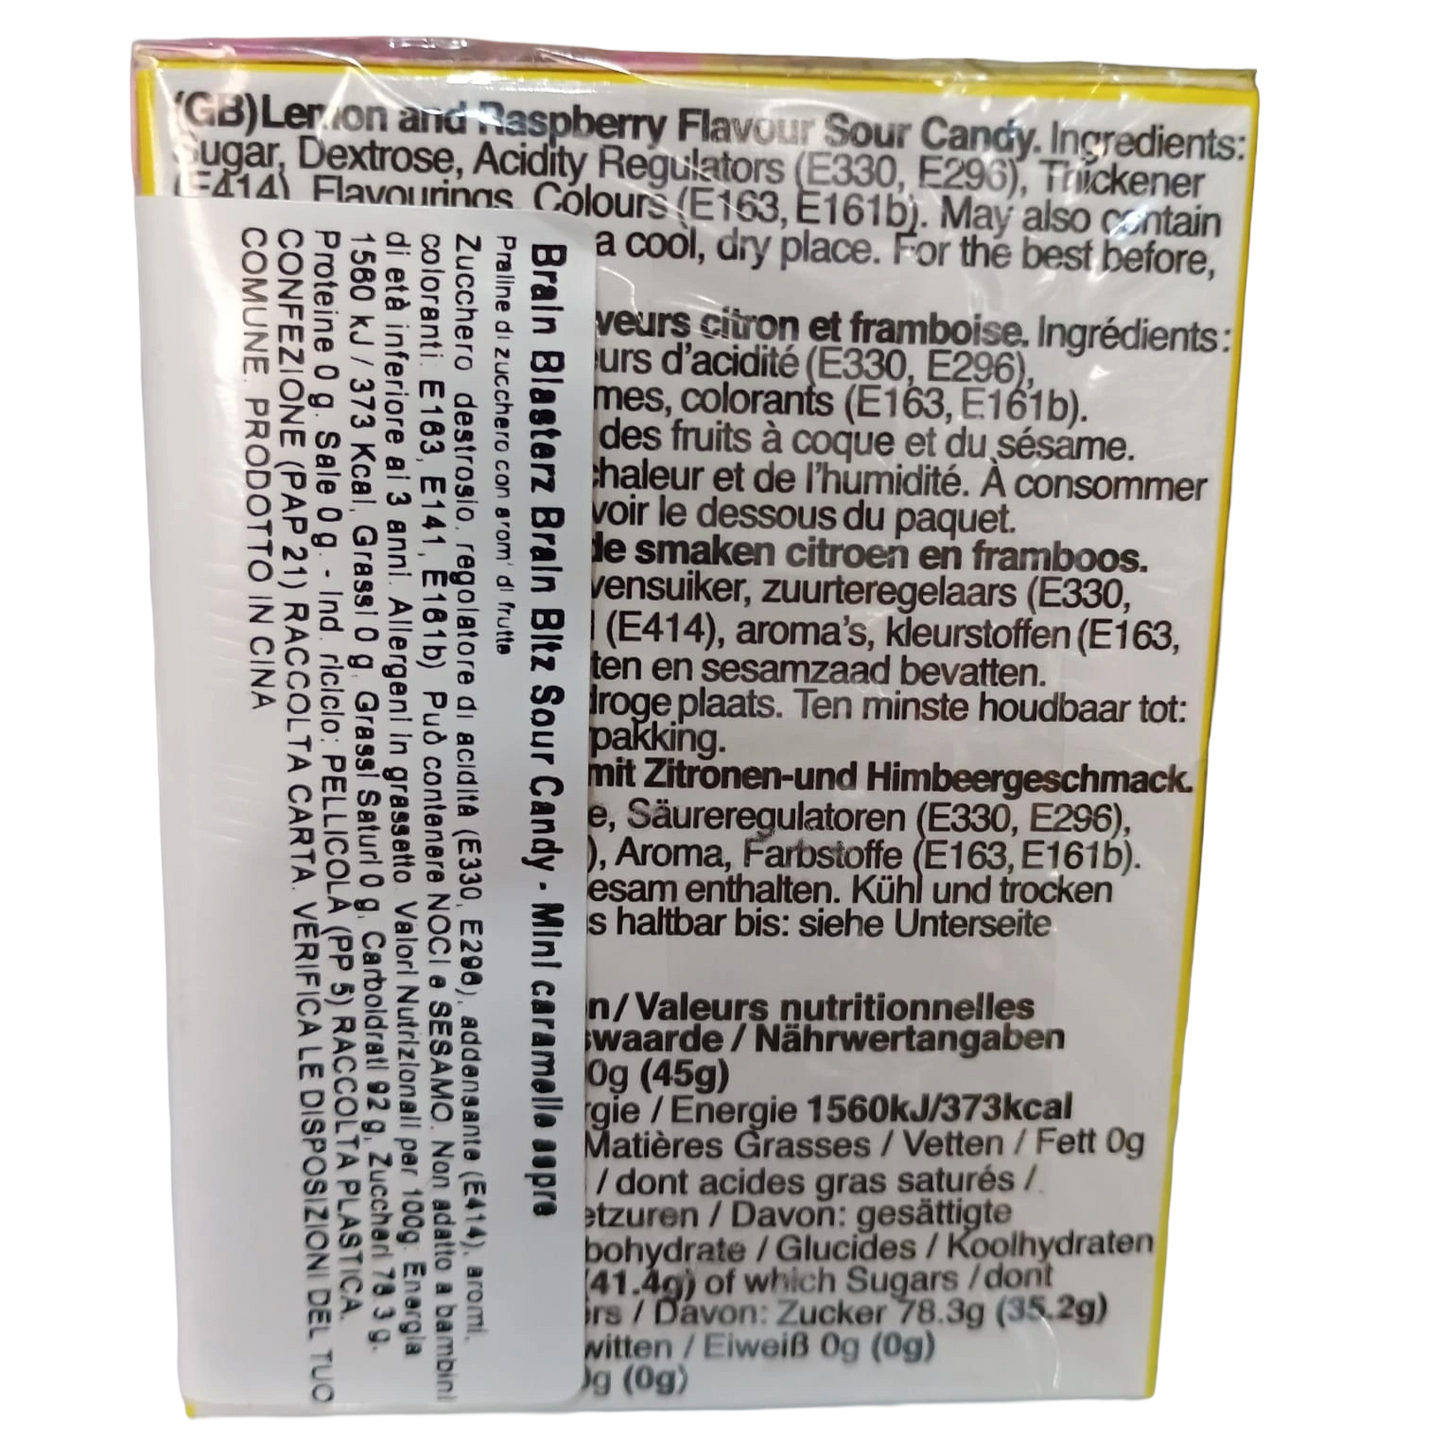 (GB)Lemon and Raspberry Flavour Sour Candy. Ingredients:
Sugar, Dextrose, Acidity Regulators (E330, E296), Thickener
(E414) Flavourings, Colours (E163, E161b). May also contain
a cool, dry place. For the best before,
veurs citron et framboise. Ingrédients:
urs d'acidité (E330, E296),
mes, colorants (E163, E161b).
des fruits à coque et du sésame.
chaleur et de l'humidité. À consommer
voir le dessous du paquet.
de smaken citroen en framboos.
vensuiker, zuurteregelaars (E330,
(E414), aroma's, kleurstoffen (E163,
ten en sesamzaad bevatten.
droge plaats. Ten minste houdbaar tot:
pakking.
mit Zitronen-und Himbeergeschmack.
e, Säureregulatoren (E330, E296),
), Aroma, Farbstoffe (E163, E161b).
esam enthalten. Kühl und trocken
s haltbar bis: siehe Unterseite
n/Valeurs nutritionnelles
swaarde / Nährwertangaben
0g (45g)
rgie / Energie 1560kJ/373kcal
Matières Grasses / Vetten / Fett 0g
/ dont acides gras saturés /
etzuren / Davon: gesättigte
bohydrate / Glucides / Koolhydraten
(41.4g) of which Sugars / dont
rs / Davon: Zucker 78.3g (35.2g)
witten / Eiweiß 0g (0g)
0g (0g)
Brain Blasterz Brain Bitz Sour Candy - Mini caramelle aspre
Praline di zucchero con arom' di frutta
Zucchero, destrosio, regolatore di acidità (E330, E296), addensante (E414), aromi,
coloranti: E163, E141, E161b) Può contenere NOCI e SESAMO. Non adatto a bambini
di età inferiore ai 3 anni. Allergeni in grassetto. Valori Nutrizionali per 100g: Energia
1560 kJ / 373 Kcal, Grassi 0 g, Grassi Saturi 0 g, Carboidrati 92 g, Zuccheri 78 3 g.
Proteine 0 g. Sale 0 g. - Ind. riciclo: PELLICOLA (PP 5) RACCOLTA PLASTICA.
CONFEZIONE (PAP 21) RACCOLTA CARTA. VERIFICA LE DISPOSIZIONI DEL TUO
COMUNE. PRODOTTO IN CINA